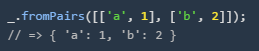 _.fromPairs([['a', 1], ['b', 2]]);
// => { 'a': 1, 'b': 2 }